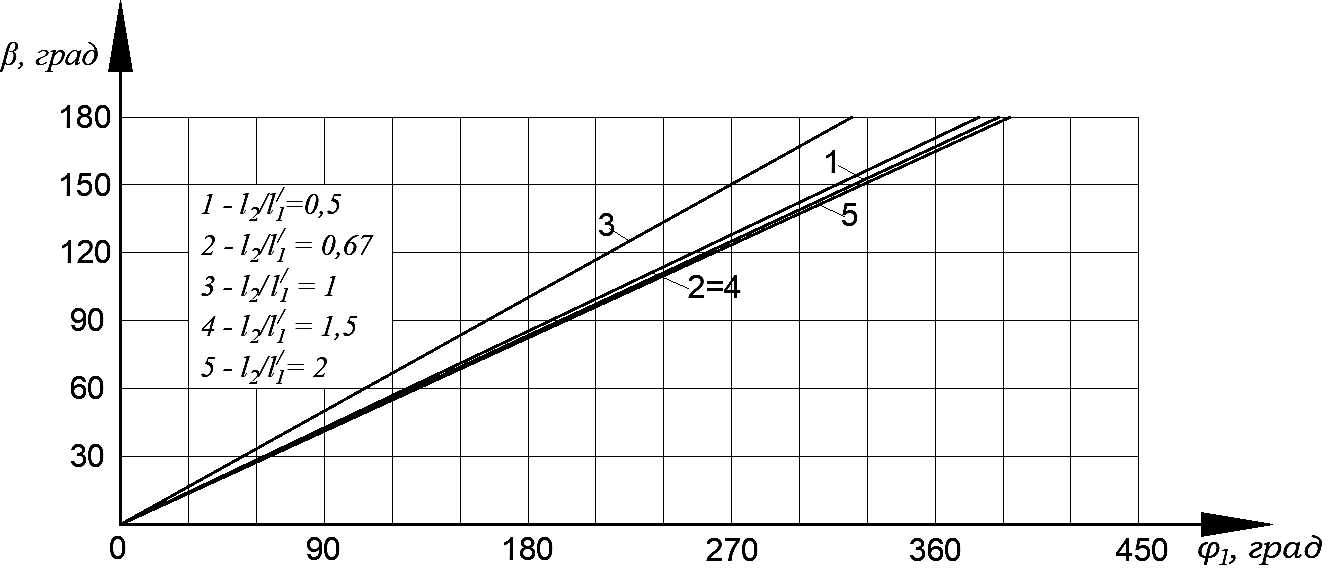 β, град
180
150
120
90
60
30
1 - l₂/l₁′=0,5
2 - l₂/l₁′ = 0,67
3 - l₂/l₁′ = 1
4 - l₂/l₁′ = 1,5
5 - l₂/l₁′= 2
3
1
5
2=4
0 90 180 270 360 450 φ₁, град